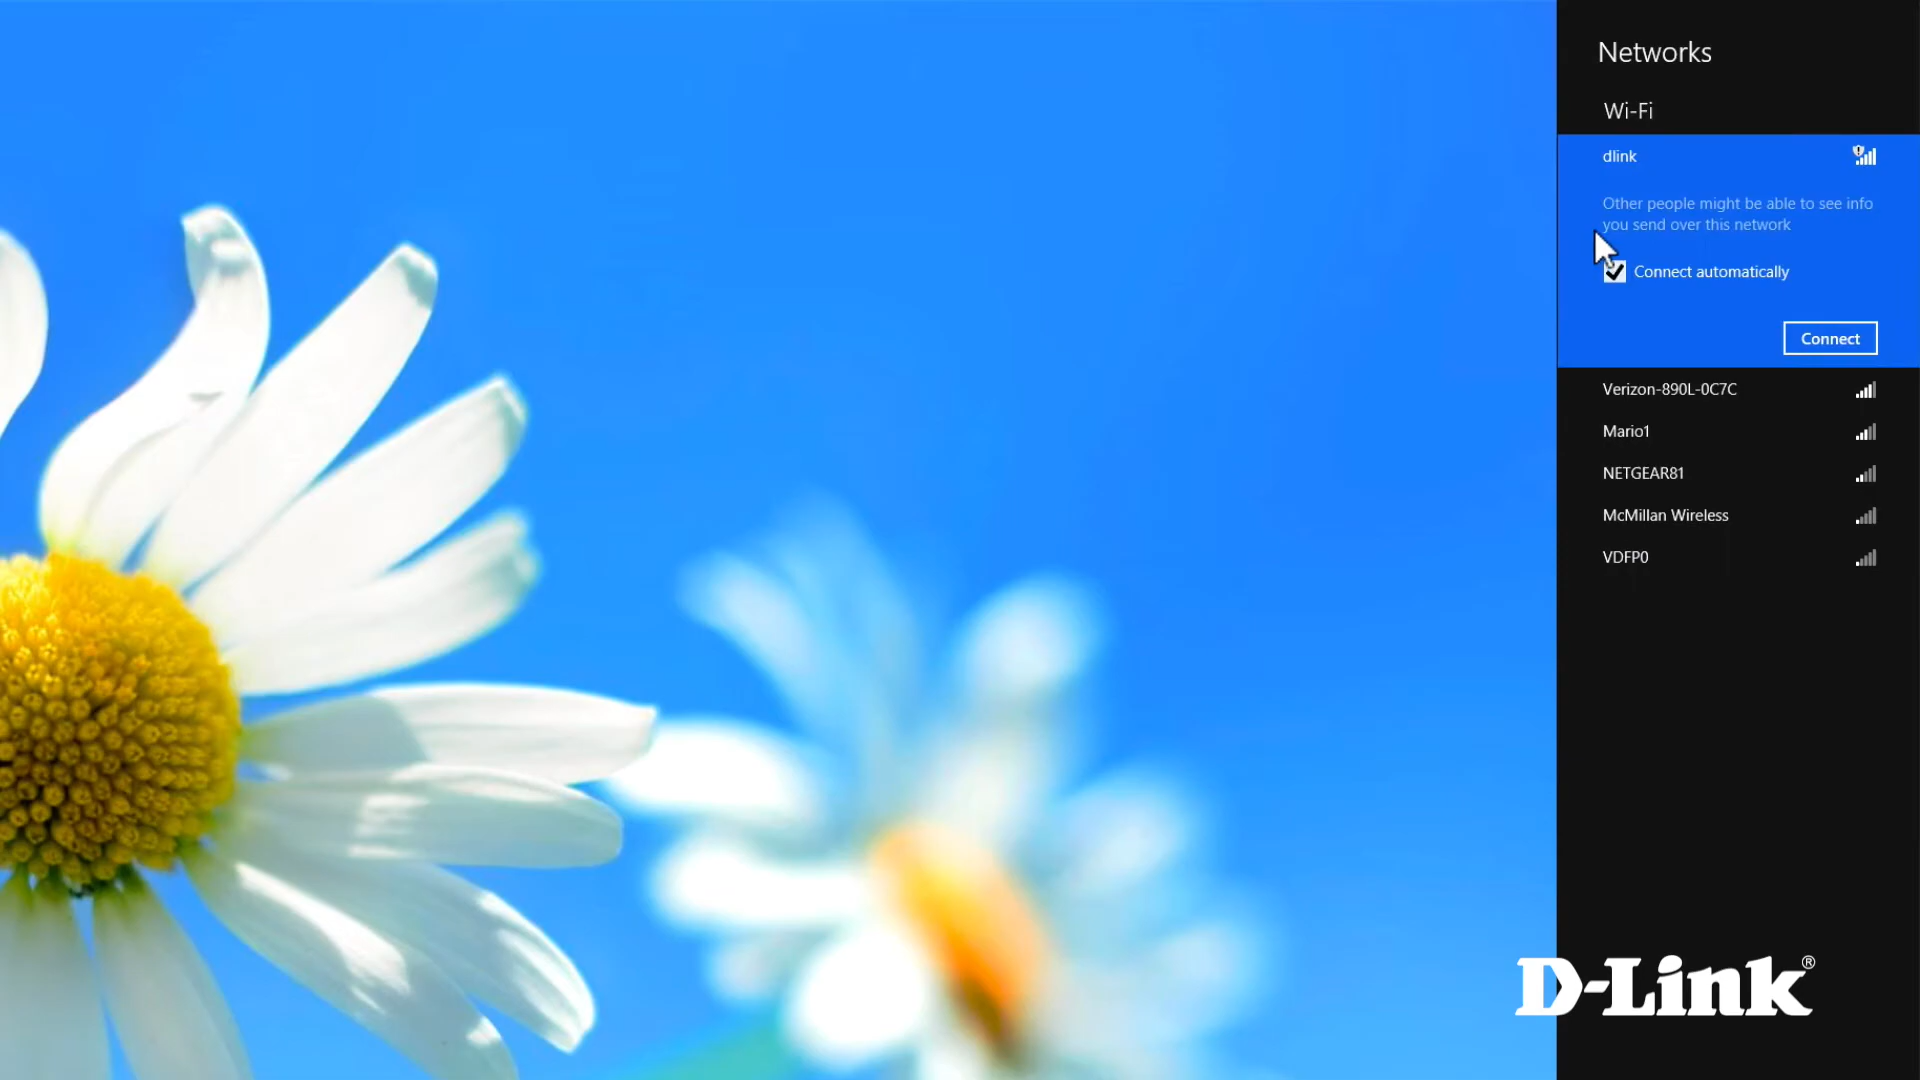 Networks
Wi-Fi
dlink
Other people might be able to see info
you send over this network
Connect automatically
Connect
Verizon-890L-0C7C
Mario1
NETGEAR81
McMillan Wireless
VDFP0
D-Link®